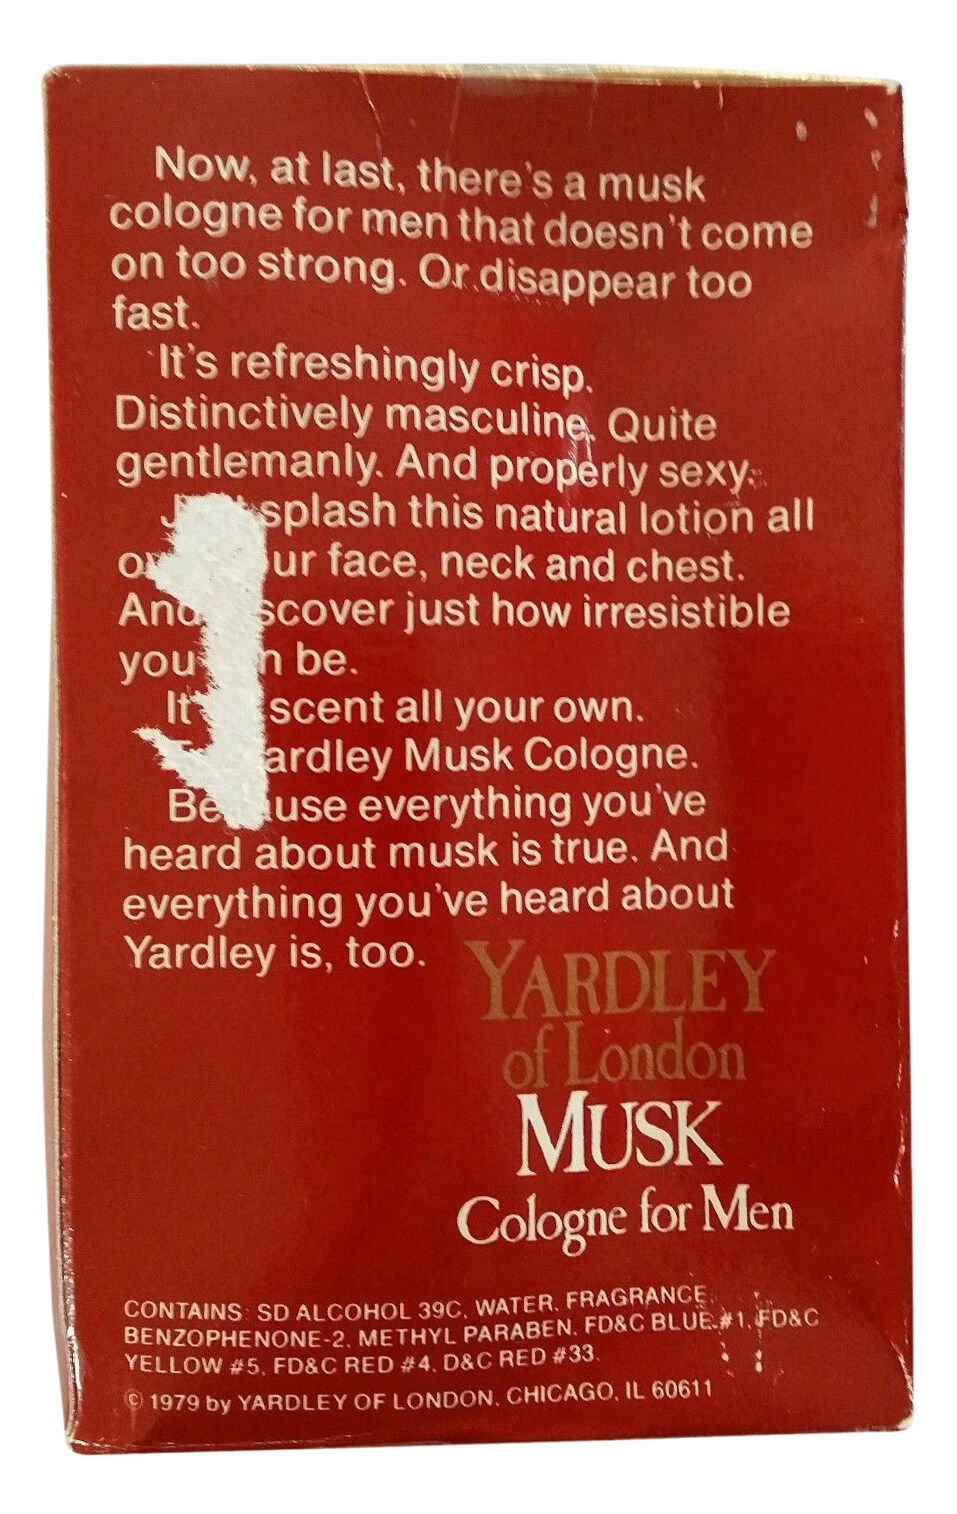 Now, at last, there's a musk
cologne for men that doesn't come
on too strong. Or disappear too
fast.
It's refreshingly crisp.
Distinctively masculine. Quite
gentlemanly. And properly sexy.
splash this natural lotion all
face, neck and chest.
just how irresistible
you be.
scent all your own.
Musk Cologne.
everything you've
heard about musk is true. And
everything you've heard about
Yardley is, too.
YARDLEY
of London
MUSK
Cologne for Men
CONTAINS: SD ALCOHOL 39C, WATER, FRAGRANCE,
BENZOPHENONE-2, METHYL PARABEN, FD&C BLUE #1, FD&C
YELLOW #5, FD&C RED #4, D&C RED #33.
© 1979 by YARDLEY OF LONDON, CHICAGO, IL 60611